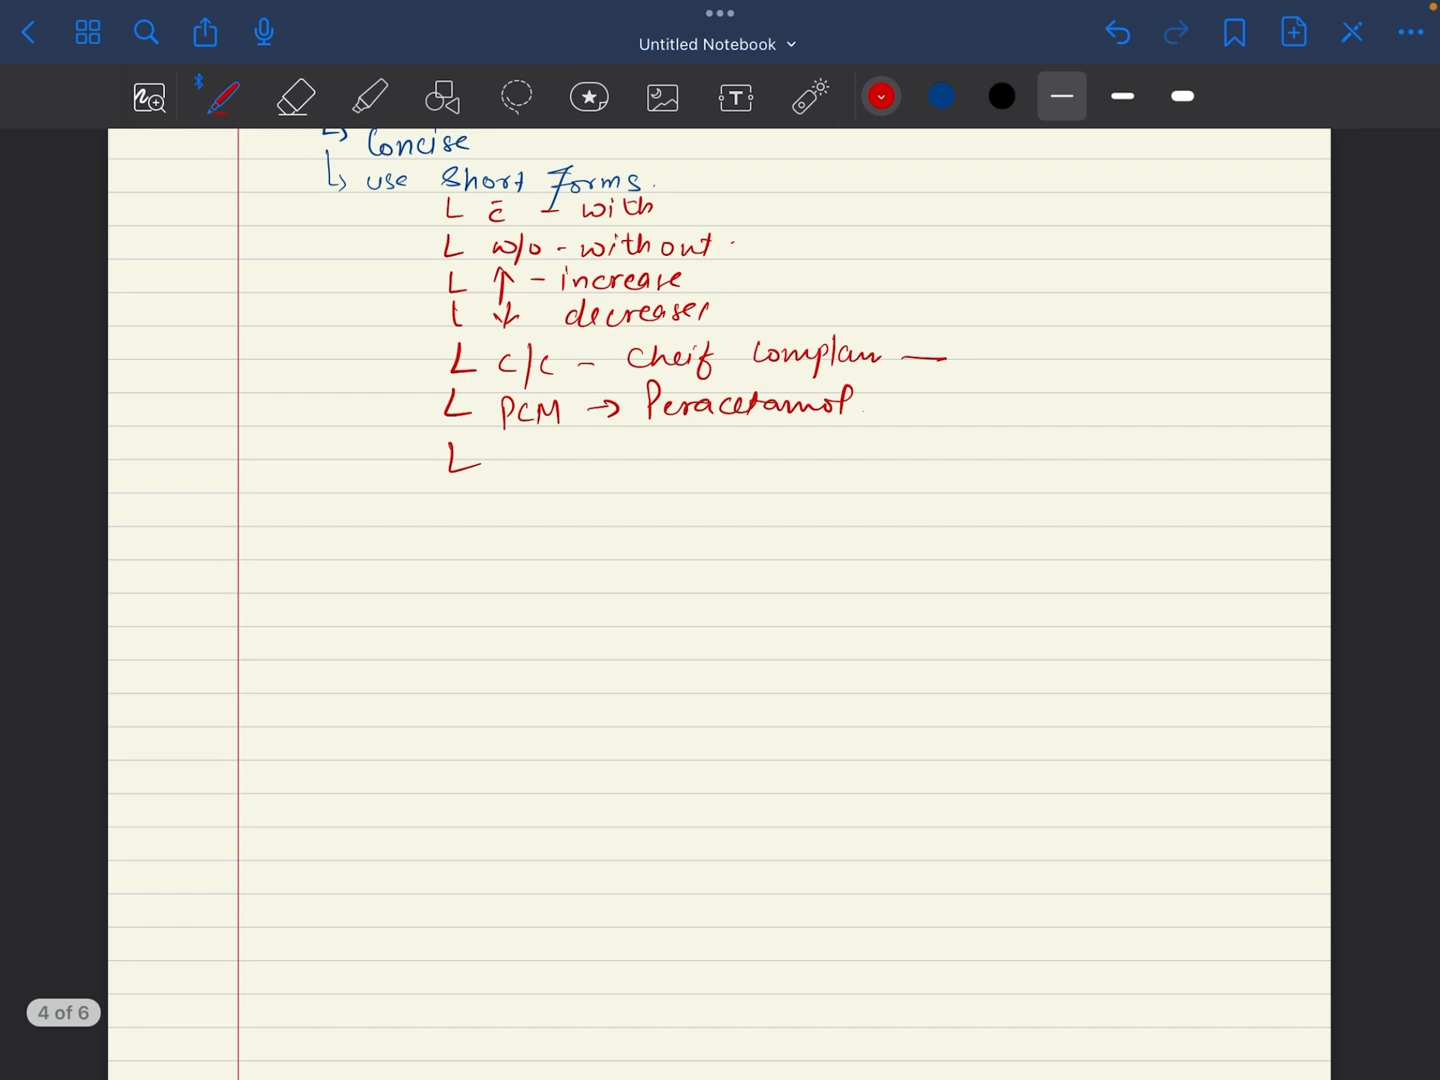 Untitled Notebook
T
↳ Concise
↳ use Short Forms.
L c̄ - with
L w/o - without
L ↑ - increase
L ↓ decreases
L c/c - Cheif Complain —
L PCM → Peracetamol
L
4 of 6